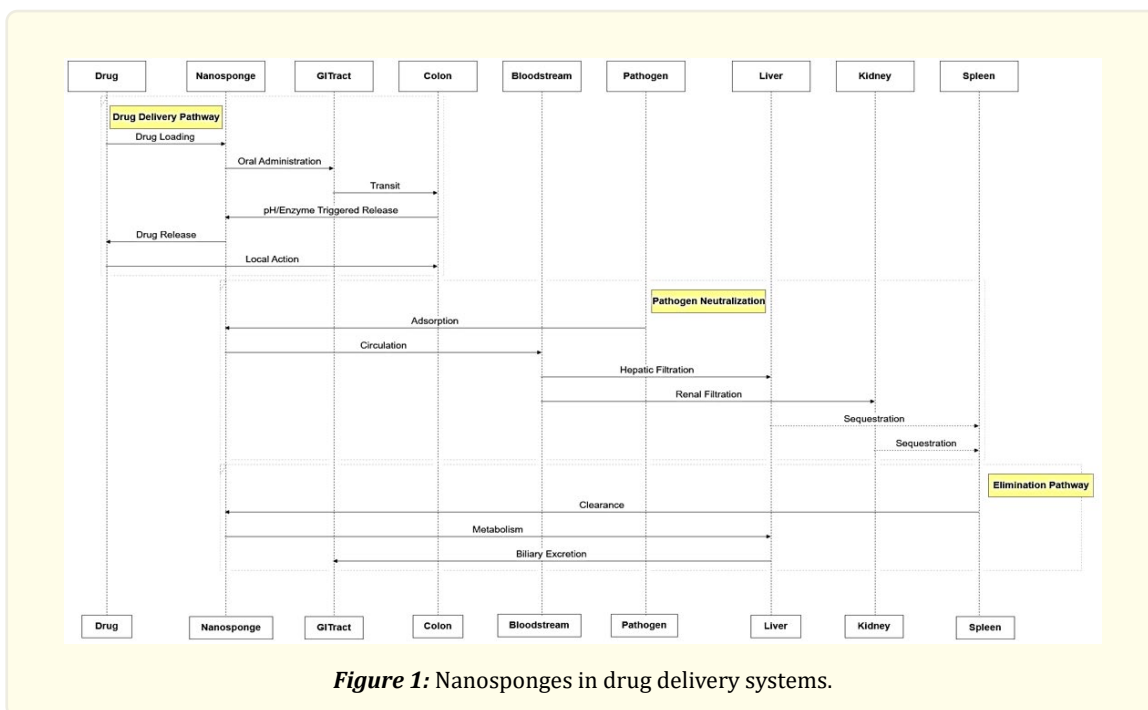 Drug Nanosponge GITract Colon Bloodstream Pathogen Liver Kidney Spleen
Drug Delivery Pathway
Drug Loading
Oral Administration
Transit
pH/Enzyme Triggered Release
Drug Release
Local Action
Pathogen Neutralization
Adsorption
Circulation
Hepatic Filtration
Renal Filtration
Sequestration
Sequestration
Elimination Pathway
Clearance
Metabolism
Biliary Excretion
Drug Nanosponge GITract Colon Bloodstream Pathogen Liver Kidney Spleen
Figure 1: Nanosponges in drug delivery systems.